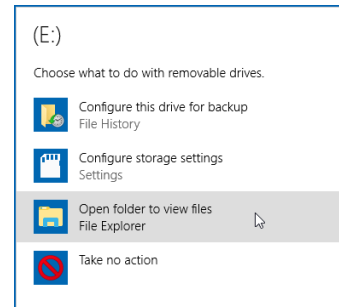 (E:)
Choose what to do with removable drives.
Configure this drive for backup
File History
Configure storage settings
Settings
Open folder to view files
File Explorer
Take no action